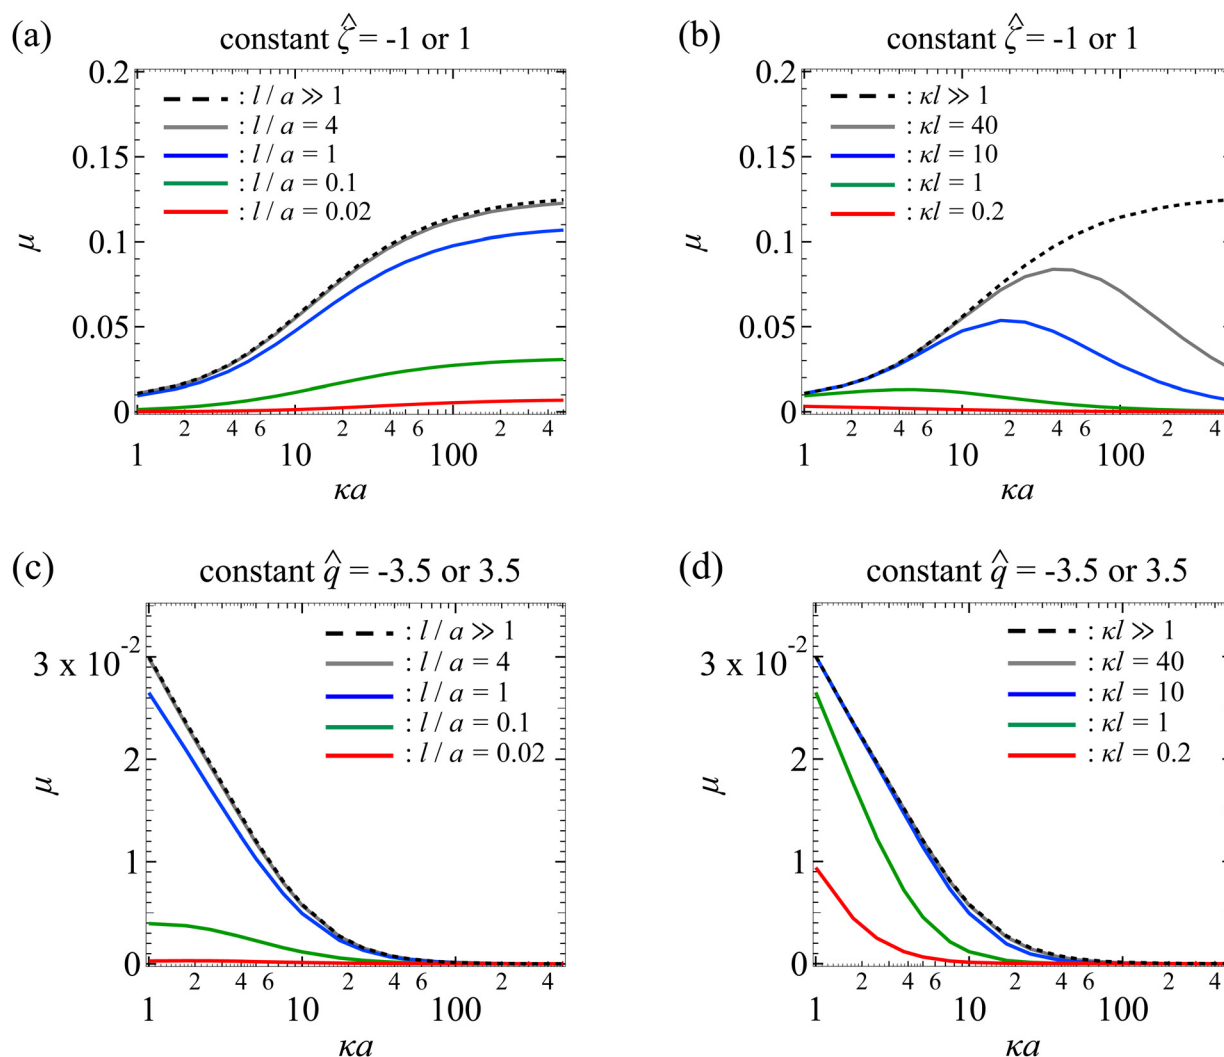 (a)
constant ζ̂ = -1 or 1
0.2
0.15
0.1
0.05
0
μ
: l / a ≫ 1
: l / a = 4
: l / a = 1
: l / a = 0.1
: l / a = 0.02
2 4 6 2 4 6 2 4
1 10 100
κa
(b)
constant ζ̂ = -1 or 1
0.2
0.15
0.1
0.05
0
μ
: κl ≫ 1
: κl = 40
: κl = 10
: κl = 1
: κl = 0.2
2 4 6 2 4 6 2 4
1 10 100
κa
(c)
constant q̂ = -3.5 or 3.5
3 x 10⁻²
2
1
0
μ
: l / a ≫ 1
: l / a = 4
: l / a = 1
: l / a = 0.1
: l / a = 0.02
2 4 6 2 4 6 2 4
1 10 100
κa
(d)
constant q̂ = -3.5 or 3.5
3 x 10⁻²
2
1
0
μ
: κl ≫ 1
: κl = 40
: κl = 10
: κl = 1
: κl = 0.2
2 4 6 2 4 6 2 4
1 10 100
κa